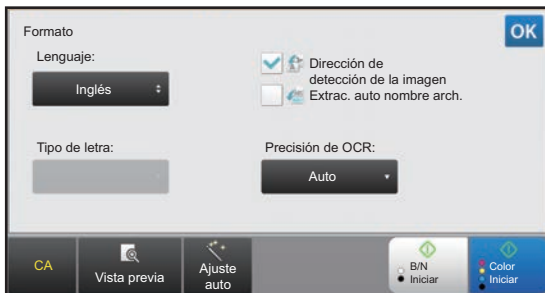 Formato
OK
Lenguaje:
Inglés
Dirección de
detección de la imagen
Extrac. auto nombre arch.
Tipo de letra:
Precisión de OCR:
Auto
CA
Vista previa
Ajuste
auto
B/N
Iniciar
Color
Iniciar